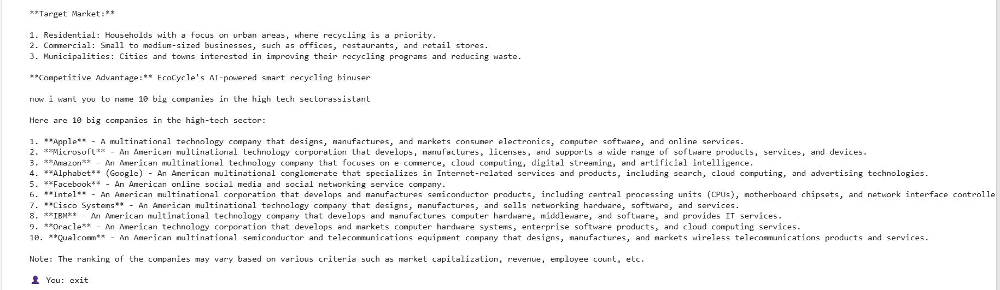 **Target Market:**
1. Residential: Households with a focus on urban areas, where recycling is a priority.
2. Commercial: Small to medium-sized businesses, such as offices, restaurants, and retail stores.
3. Municipalities: Cities and towns interested in improving their recycling programs and reducing waste.
**Competitive Advantage:** EcoCycle's AI-powered smart recycling binuser
now i want you to name 10 big companies in the high tech sectorassistant
Here are 10 big companies in the high-tech sector:
1. **Apple** - A multinational technology company that designs, manufactures, and markets consumer electronics, computer software, and online services.
2. **Microsoft** - An American multinational technology corporation that develops, manufactures, licenses, and supports a wide range of software products, services, and devices.
3. **Amazon** - An American multinational technology company that focuses on e-commerce, cloud computing, digital streaming, and artificial intelligence.
4. **Alphabet** (Google) - An American multinational conglomerate that specializes in Internet-related services and products, including search, cloud computing, and advertising technologies.
5. **Facebook** - An American online social media and social networking service company.
6. **Intel** - An American multinational corporation that develops and manufactures semiconductor products, including central processing units (CPUs), motherboard chipsets, and network interface controlle
7. **Cisco Systems** - An American multinational technology company that designs, manufactures, and sells networking hardware, software, and services.
8. **IBM** - An American multinational technology company that develops and manufactures computer hardware, middleware, and software, and provides IT services.
9. **Oracle** - An American technology corporation that develops and markets computer hardware systems, enterprise software products, and cloud computing services.
10. **Qualcomm** - An American multinational semiconductor and telecommunications equipment company that designs, manufactures, and markets wireless telecommunications products and services.
Note: The ranking of the companies may vary based on various criteria such as market capitalization, revenue, employee count, etc.
👤 You: exit